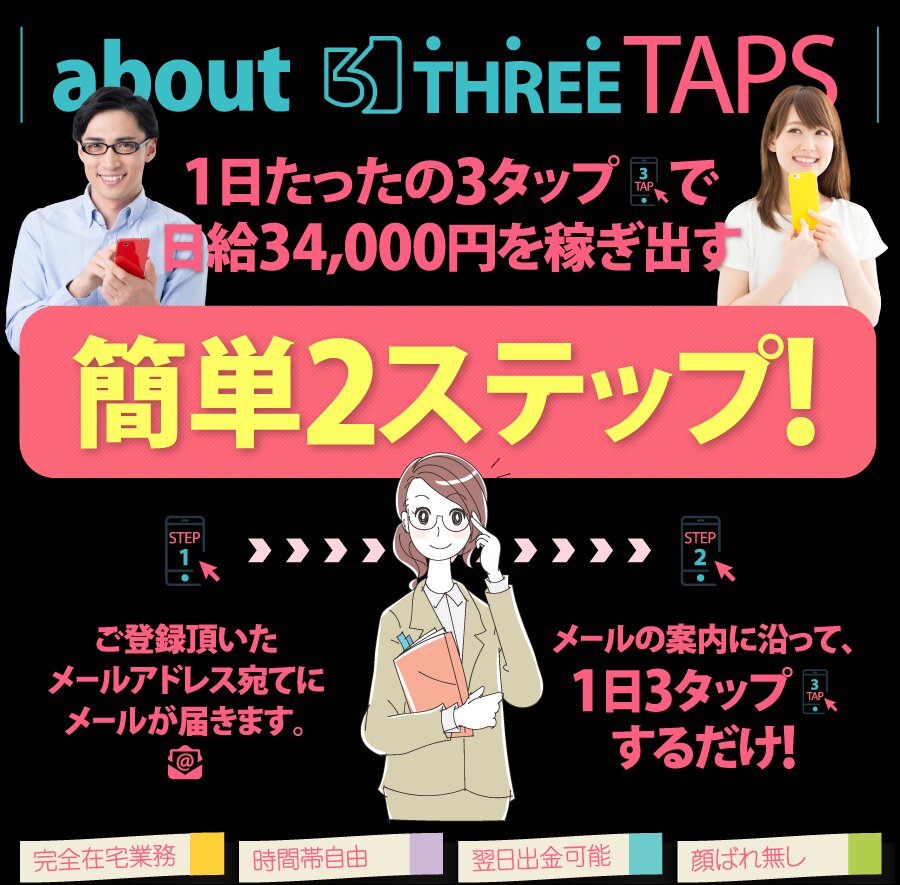 about 31 THREE TAPS
1日たったの3タップ 3 TAP で
日給34,000円を稼ぎ出す
簡単2ステップ!
STEP
1
STEP
2
ご登録頂いた
メールアドレス宛てに
メールが届きます。
@
メールの案内に沿って、
1日3タップ 3 TAP
するだけ!
完全在宅業務
時間帯自由
翌日出金可能
顔ばれ無し